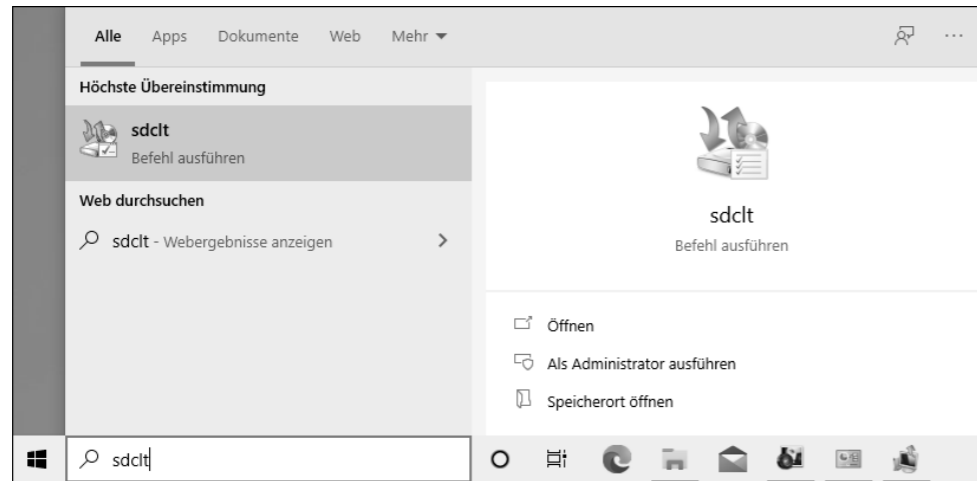 Alle Apps Dokumente Web Mehr
Höchste Übereinstimmung
sdclt
Befehl ausführen
Web durchsuchen
sdclt - Webergebnisse anzeigen
sdclt
Befehl ausführen
Öffnen
Als Administrator ausführen
Speicherort öffnen
sdclt